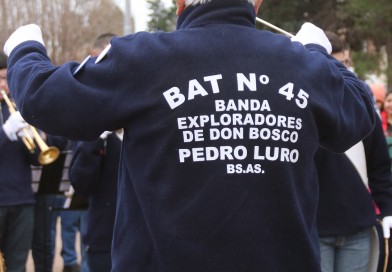 BAT Nº 45
BANDA
EXPLORADORES
DE DON BOSCO
PEDRO LURO
BS.AS.